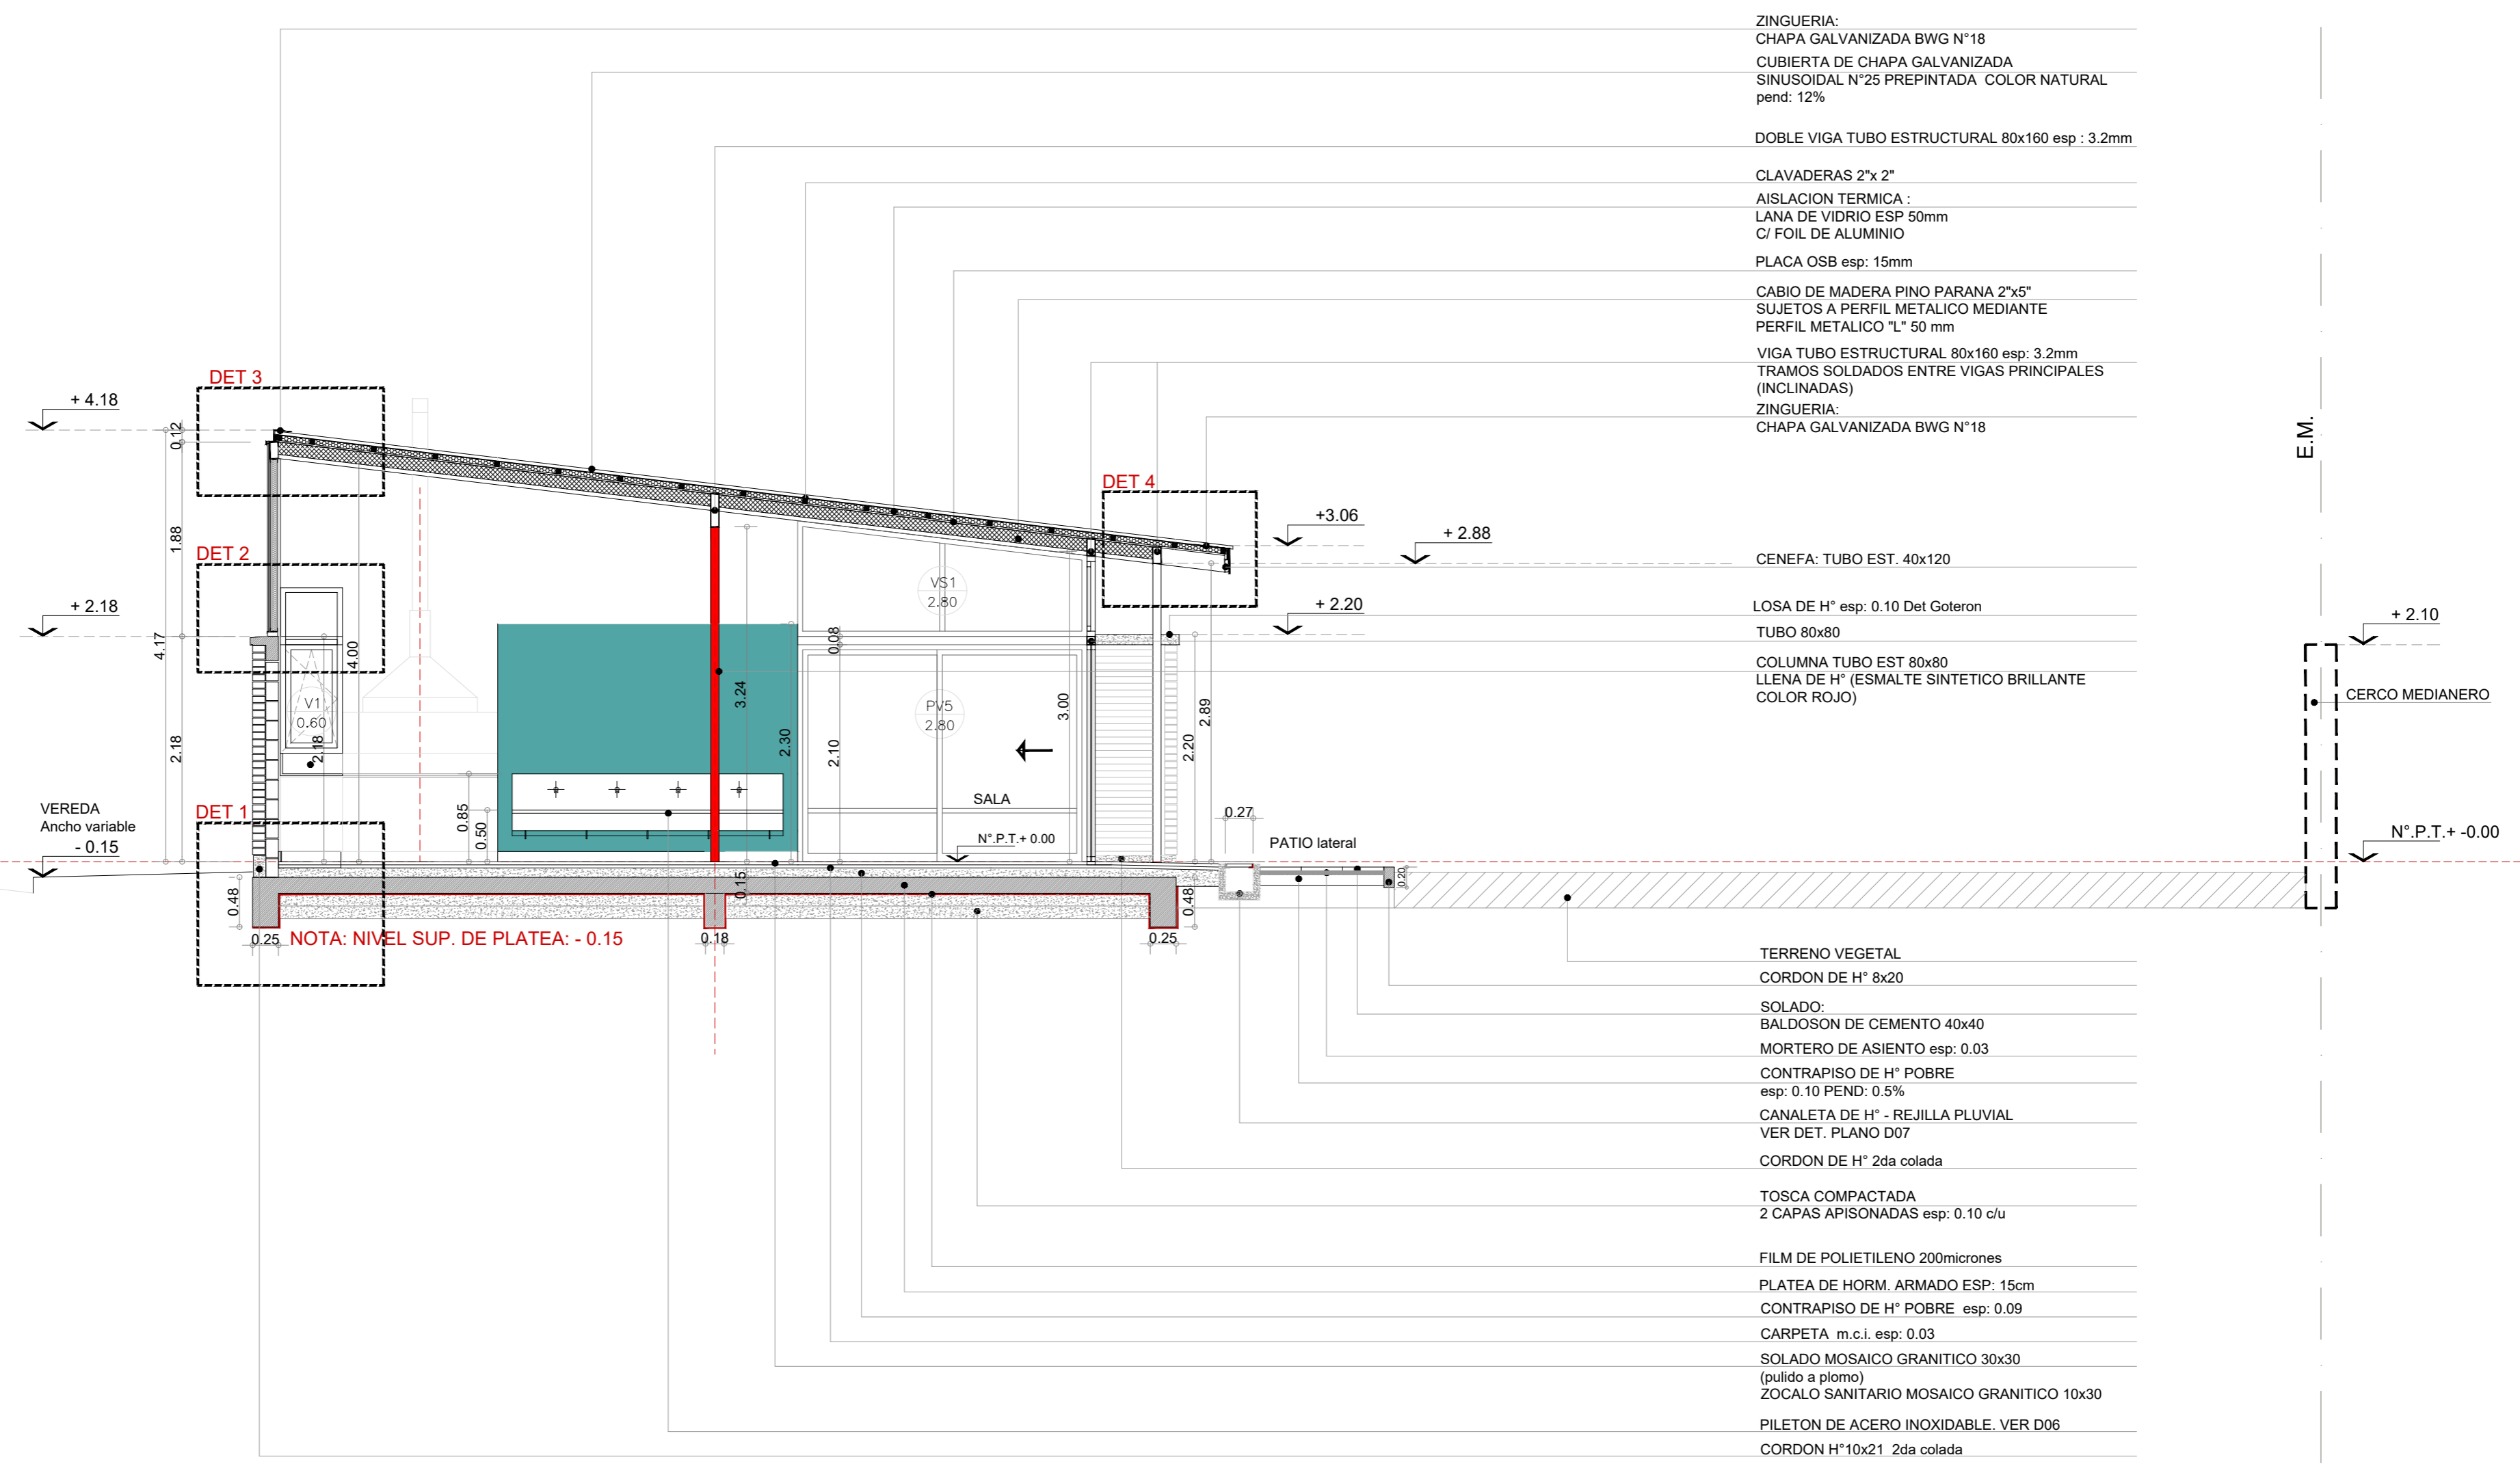 ZINGUERIA:
CHAPA GALVANIZADA BWG N°18
CUBIERTA DE CHAPA GALVANIZADA
SINUSOIDAL N°25 PREPINTADA COLOR NATURAL
pend: 12%
DOBLE VIGA TUBO ESTRUCTURAL 80x160 esp : 3.2mm
CLAVADERAS 2"x 2"
AISLACION TERMICA :
LANA DE VIDRIO ESP 50mm
C/ FOIL DE ALUMINIO
PLACA OSB esp: 15mm
CABIO DE MADERA PINO PARANA 2"x5"
SUJETOS A PERFIL METALICO MEDIANTE
PERFIL METALICO "L" 50 mm
VIGA TUBO ESTRUCTURAL 80x160 esp: 3.2mm
TRAMOS SOLDADOS ENTRE VIGAS PRINCIPALES
(INCLINADAS)
ZINGUERIA:
CHAPA GALVANIZADA BWG N°18
CENEFA: TUBO EST. 40x120
LOSA DE H° esp: 0.10 Det Goteron
TUBO 80x80
COLUMNA TUBO EST 80x80
LLENA DE H° (ESMALTE SINTETICO BRILLANTE
COLOR ROJO)
E.M.
+ 2.10
CERCO MEDIANERO
N°.P.T.+ -0.00
DET 3
+ 4.18
0.12
1.88
DET 2
+ 2.18
4.17
2.18
4.00
V1
0.60
2.18
DET 1
VEREDA
Ancho variable
- 0.15
0.48
0.25
NOTA: NIVEL SUP. DE PLATEA: - 0.15
0.85
0.50
3.24
2.30
0.08
2.10
VS1
2.80
PV5
2.80
SALA
N°.P.T.+ 0.00
3.00
0.15
0.18
DET 4
+3.06
+ 2.88
+ 2.20
2.89
2.20
0.27
PATIO lateral
0.20
0.48
0.25
TERRENO VEGETAL
CORDON DE H° 8x20
SOLADO:
BALDOSON DE CEMENTO 40x40
MORTERO DE ASIENTO esp: 0.03
CONTRAPISO DE H° POBRE
esp: 0.10 PEND: 0.5%
CANALETA DE H° - REJILLA PLUVIAL
VER DET. PLANO D07
CORDON DE H° 2da colada
TOSCA COMPACTADA
2 CAPAS APISONADAS esp: 0.10 c/u
FILM DE POLIETILENO 200micrones
PLATEA DE HORM. ARMADO ESP: 15cm
CONTRAPISO DE H° POBRE esp: 0.09
CARPETA m.c.i. esp: 0.03
SOLADO MOSAICO GRANITICO 30x30
(pulido a plomo)
ZOCALO SANITARIO MOSAICO GRANITICO 10x30
PILETON DE ACERO INOXIDABLE. VER D06
CORDON H°10x21 2da colada